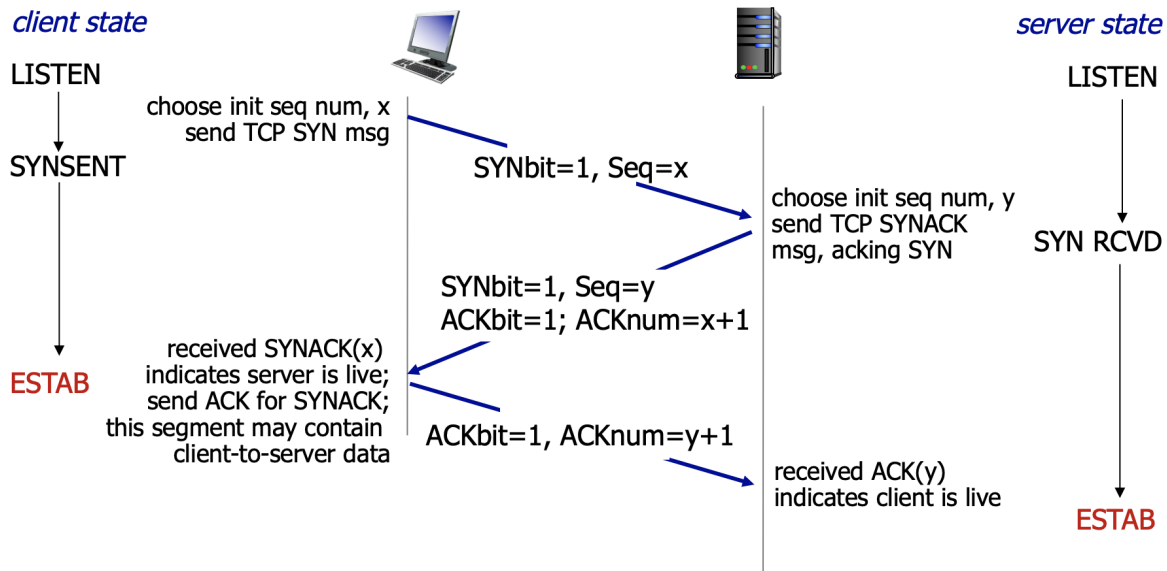 client state
server state
LISTEN
LISTEN
choose init seq num, x
send TCP SYN msg
SYNSENT
SYNbit=1, Seq=x
choose init seq num, y
send TCP SYNACK
msg, acking SYN
SYN RCVD
SYNbit=1, Seq=y
ACKbit=1; ACKnum=x+1
received SYNACK(x)
indicates server is live;
ESTAB
send ACK for SYNACK;
this segment may contain
client-to-server data
ACKbit=1, ACKnum=y+1
received ACK(y)
indicates client is live
ESTAB